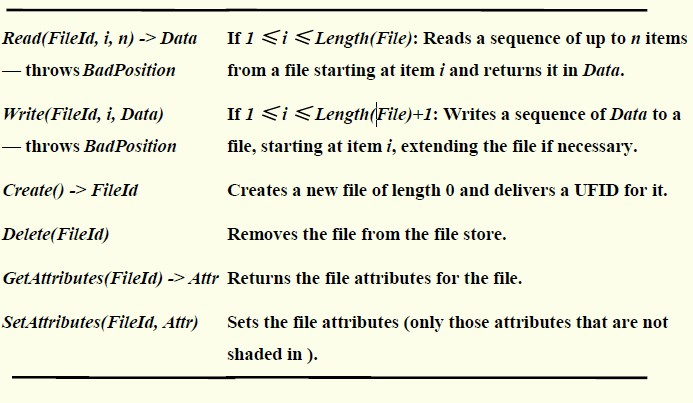 Read(FileId, i, n) -> Data If 1 ≤ i ≤ Length(File): Reads a sequence of up to n items
— throws BadPosition from a file starting at item i and returns it in Data.
Write(FileId, i, Data) If 1 ≤ i ≤ Length(File)+1: Writes a sequence of Data to a
— throws BadPosition file, starting at item i, extending the file if necessary.
Create() -> FileId Creates a new file of length 0 and delivers a UFID for it.
Delete(FileId) Removes the file from the file store.
GetAttributes(FileId) -> Attr Returns the file attributes for the file.
SetAttributes(FileId, Attr) Sets the file attributes (only those attributes that are not
shaded in ).